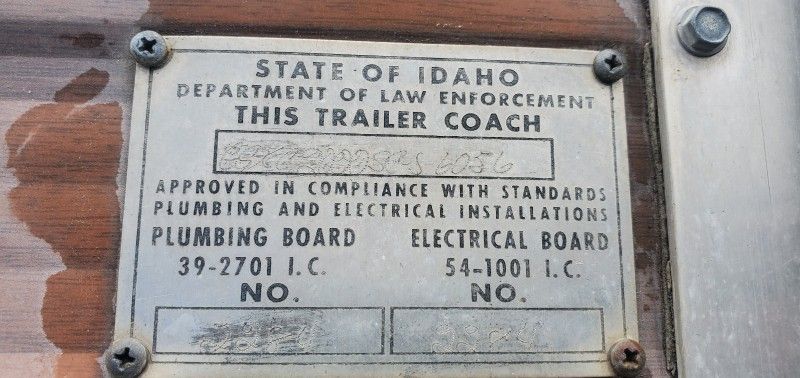 STATE OF IDAHO
DEPARTMENT OF LAW ENFORCEMENT
THIS TRAILER COACH
6056
APPROVED IN COMPLIANCE WITH STANDARDS
PLUMBING AND ELECTRICAL INSTALLATIONS
PLUMBING BOARD ELECTRICAL BOARD
39-2701 I.C. 54-1001 I.C.
NO. NO.